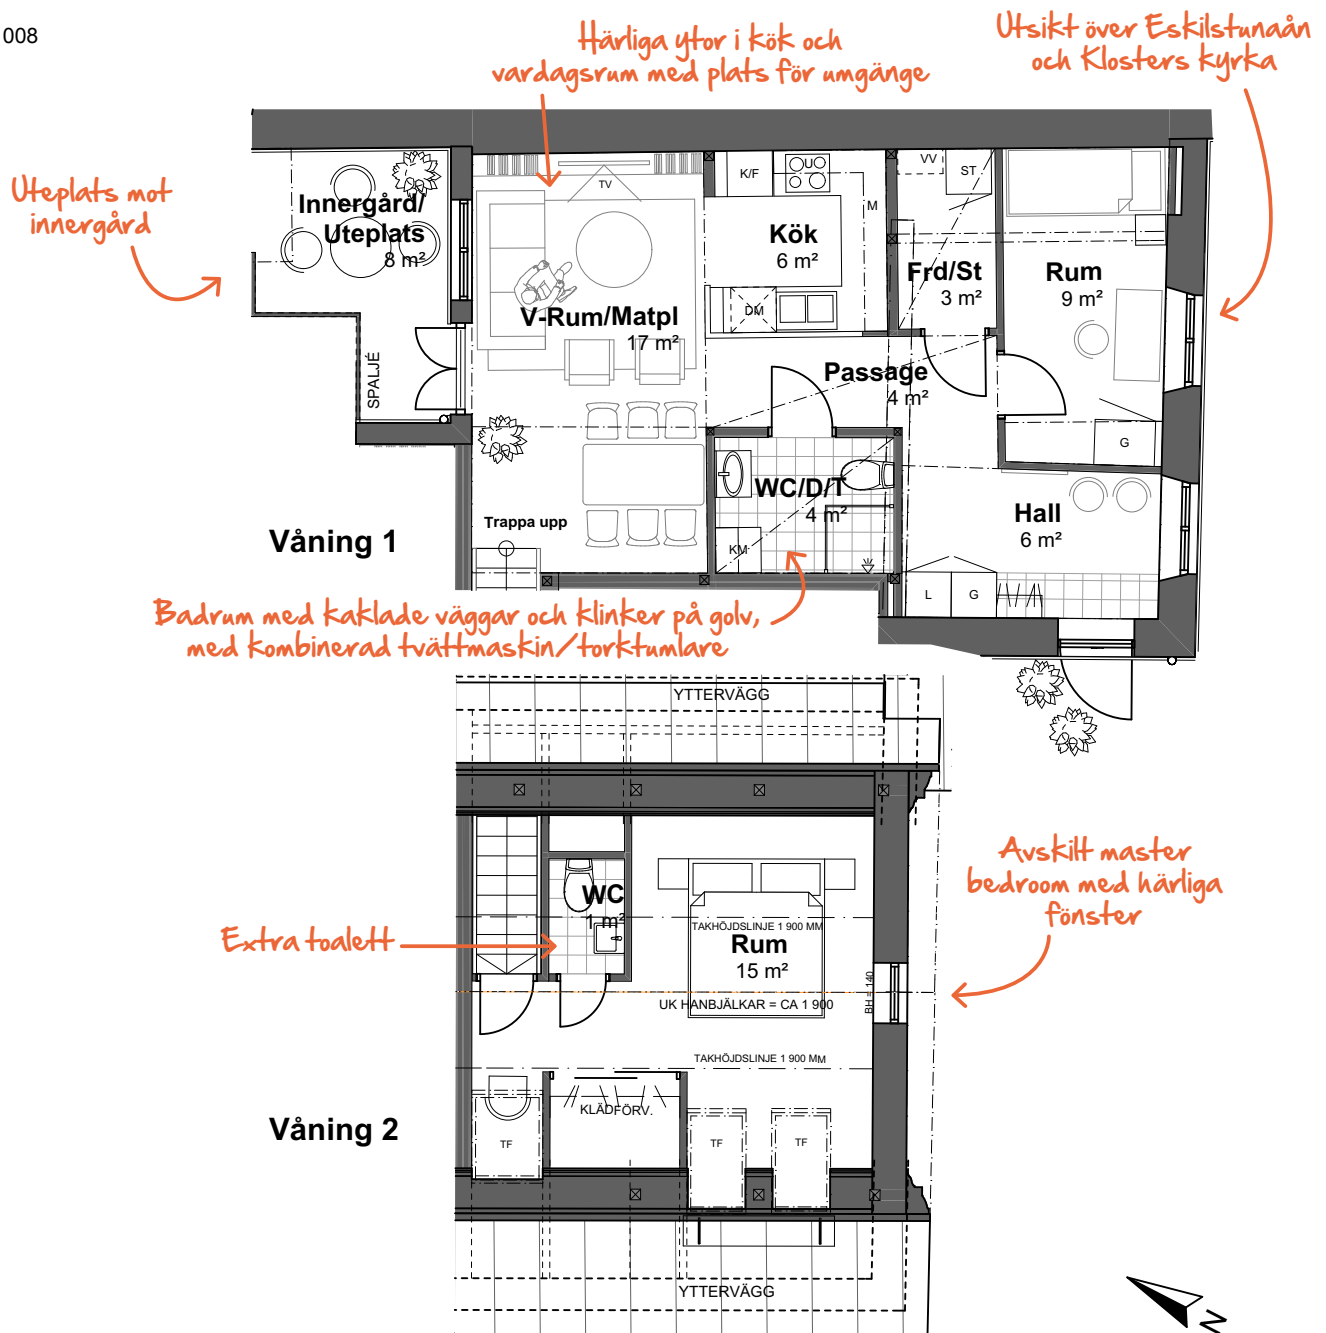 008
Härliga ytor i kök och
vardagsrum med plats för umgänge
Utsikt över Eskilstunaån
och Klosters kyrka
Uteplats mot
innergård
Innergård/
Uteplats
8 m²
SPALJÉ
TV
V-Rum/Matpl
17 m²
K/F
U
M
Kök
6 m²
DM
VV
ST
Frd/St
3 m²
Rum
9 m²
G
Passage
4 m²
WC/D/T
4 m²
KM
Hall
6 m²
L
G
Trappa upp
Våning 1
Badrum med kaklade väggar och klinker på golv,
med kombinerad tvättmaskin/torktumlare
YTTERVÄGG
WC
1 m²
Extra toalett
TAKHÖJDSLINJE 1 900 MM
Rum
15 m²
UK HANBJÄLKAR = CA 1 900
BH = 140
TAKHÖJDSLINJE 1 900 MM
Avskilt master
bedroom med härliga
fönster
KLÄDFÖRV.
TF
TF
TF
Våning 2
YTTERVÄGG
N